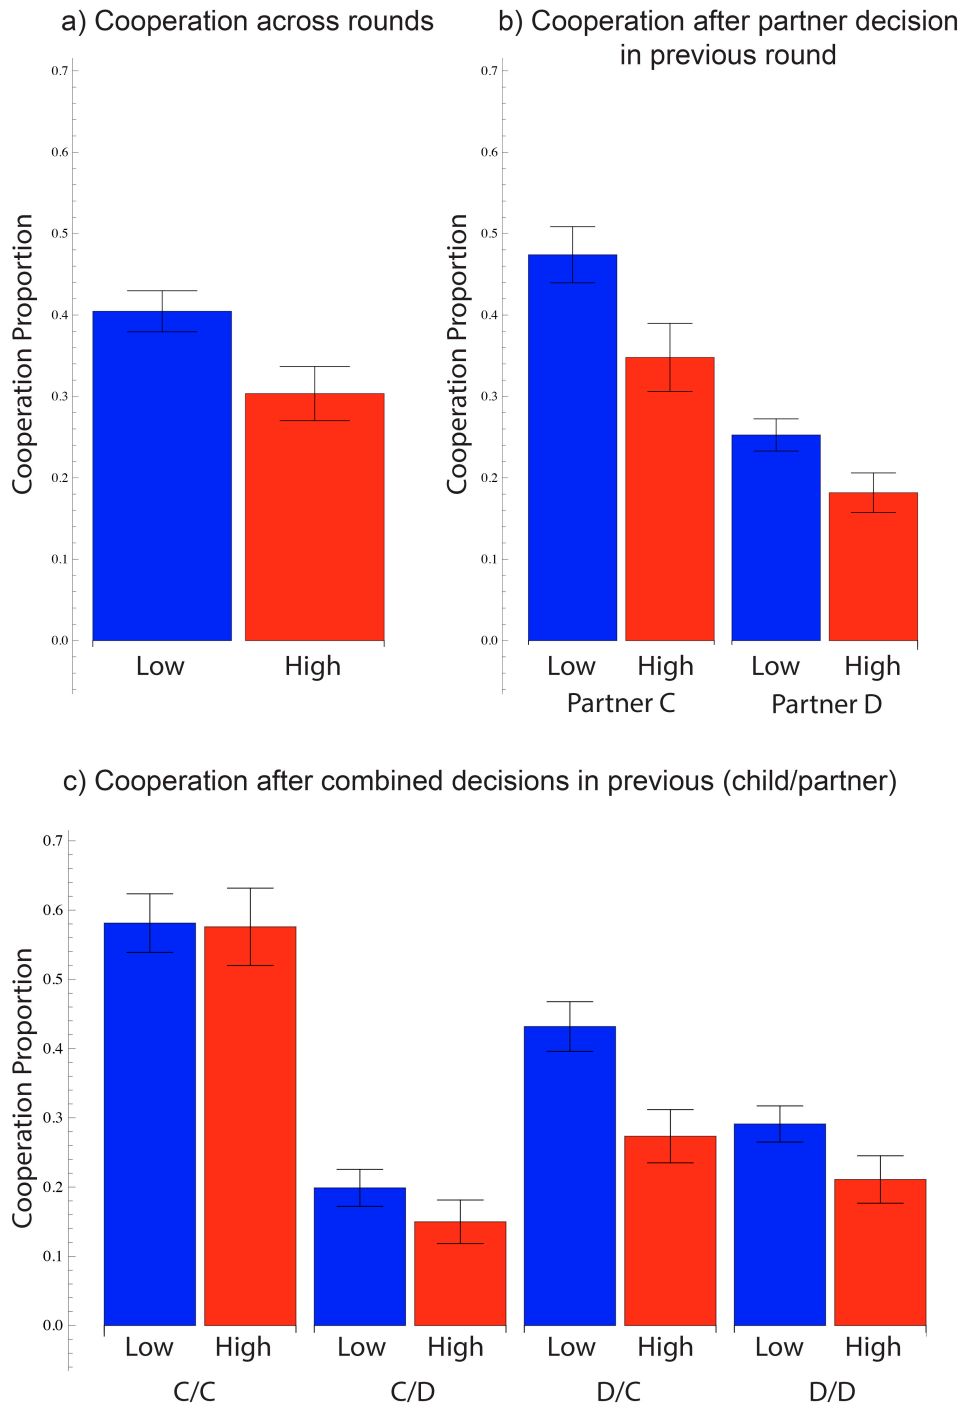 a) Cooperation across rounds
0.7
0.6
0.5
0.4
0.3
0.2
0.1
0.0
Cooperation Proportion
Low
High
b) Cooperation after partner decision
in previous round
0.7
0.6
0.5
0.4
0.3
0.2
0.1
0.0
Cooperation Proportion
Low
High
Low
High
Partner C
Partner D
c) Cooperation after combined decisions in previous (child/partner)
0.7
0.6
0.5
0.4
0.3
0.2
0.1
0.0
Cooperation Proportion
Low
High
Low
High
Low
High
Low
High
C/C
C/D
D/C
D/D